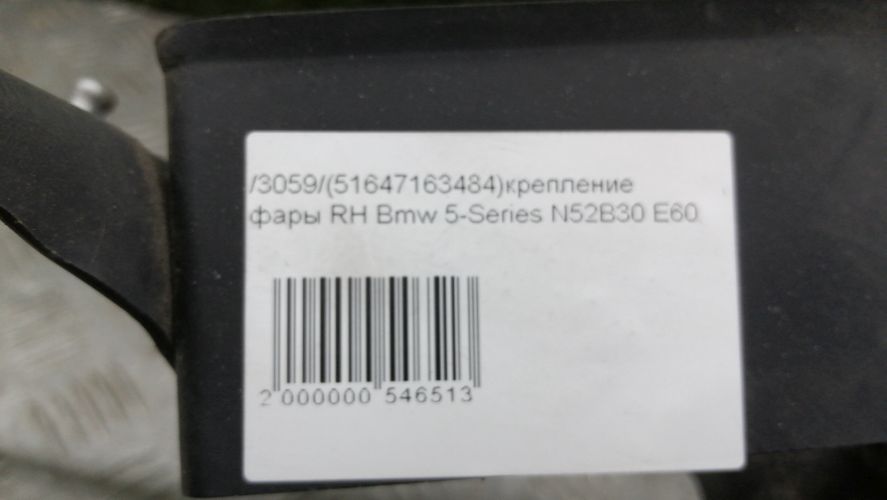 /3059/(51647163484)крепление
фары RH Bmw 5-Series N52B30 E60
2 000000 546513